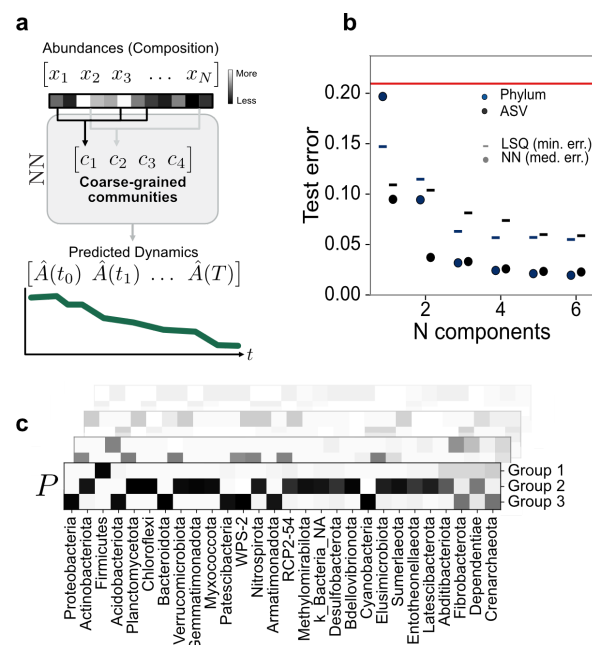 a
Abundances (Composition)
[x1 x2 x3 ... xN]
More
Less
NN
[c1 c2 c3 c4]
Coarse-grained
communities
Predicted Dynamics
[Â(t0) Â(t1) ... Â(T)]
t
b
Test error
0.20
0.15
0.10
0.05
0.00
Phylum
ASV
LSQ (min. err.)
NN (med. err.)
2
4
6
N components
c
P
Group 1
Group 2
Group 3
Proteobacteria
Actinobacteriota
Firmicutes
Acidobacteriota
Planctomycetota
Chloroflexi
Bacteroidota
Verrucomicrobiota
Gemmatimonadota
Myxococcota
Patescibacteria
WPS-2
Nitrospirota
Armatimonadota
RCP2-54
Methylomirabilota
k_Bacteria_NA
Desulfobacterota
Bdellovibrionota
Cyanobacteria
Elusimicrobiota
Sumerlaeota
Entotheonellaeota
Latescibacterota
Abditibacteriota
Fibrobacterota
Dependentiae
Crenarchaeota